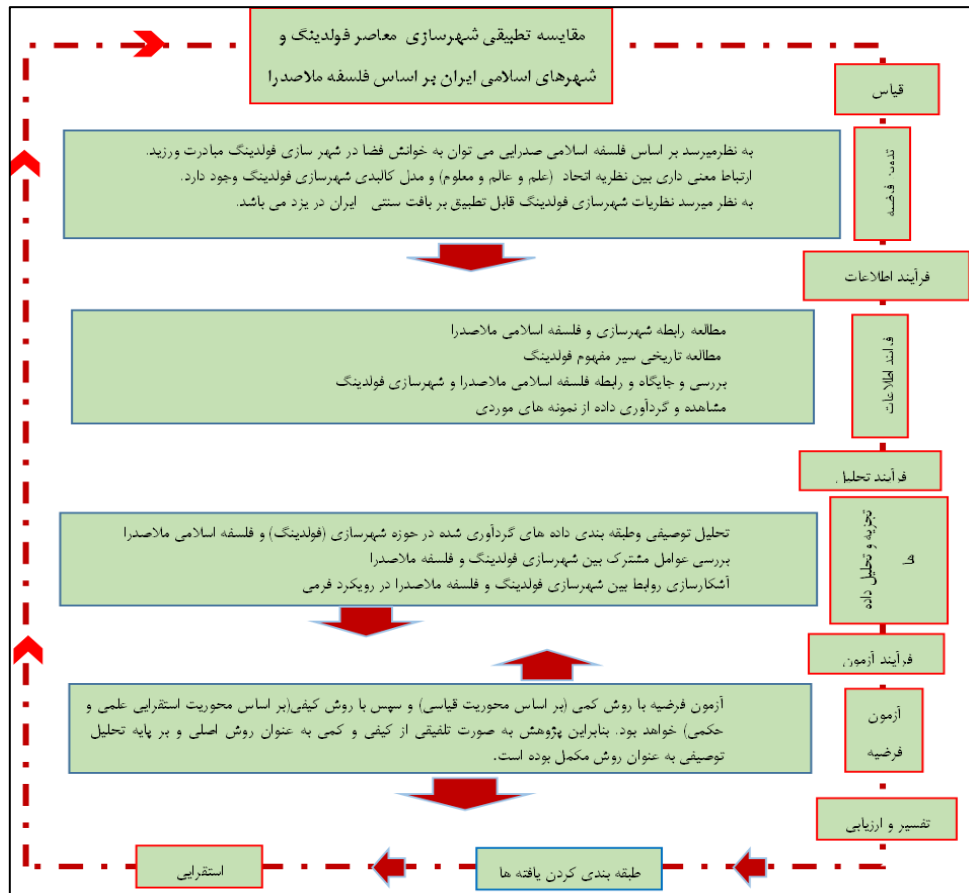 مقایسه تطبیقی شهرسازی معاصر فولدینگ و
شهرهای اسلامی ایران بر اساس فلسفه ملاصدرا
قیاس
به نظرمیرسد بر اساس فلسفه اسلامی صدرایی می توان به خوانش فضا در شهر سازی فولدینگ مبادرت ورزید.
ارتباط معنی داری بین نظریه اتحاد (علم و عالم و معلوم) و مدل کالبدی شهرسازی فولدینگ وجود دارد.
به نظر میرسد نظریات شهرسازی فولدینگ قابل تطبیق بر بافت سنتی ایران در یزد می باشد.
فرآیند اطلاعات
مطالعه رابطه شهرسازی و فلسفه اسلامی ملاصدرا
مطالعه تاریخی سیر مفهوم فولدینگ
بررسی و جایگاه و رابطه فلسفه اسلامی ملاصدرا و شهرسازی فولدینگ
مشاهده و گردآوری داده از نمونه های موردی
فرآیند اطلاعات
فرآیند تحلیل
تحلیل توصیفی وطبقه بندی داده های گردآوری شده در حوزه شهرسازی (فولدینگ) و فلسفه اسلامی ملاصدرا
بررسی عوامل مشترک بین شهرسازی فولدینگ و فلسفه ملاصدرا
آشکارسازی روابط بین شهرسازی فولدینگ و فلسفه ملاصدرا در رویکرد فرمی
تجزیه و تحلیل داده
ها
فرآیند آزمون
آزمون فرضیه با روش کمی (بر اساس محوریت قیاسی) و سپس با روش کیفی(بر اساس محوریت استقرایی علمی و
حکمی) خواهد بود. بنابراین پژوهش به صورت تلفیقی از کیفی و کمی به عنوان روش اصلی و بر پایه تحلیل
توصیفی به عنوان روش مکمل بوده است.
آزمون
فرضیه
تفسیر و ارزیابی
طبقه بندی کردن یافته ها
استقرایی